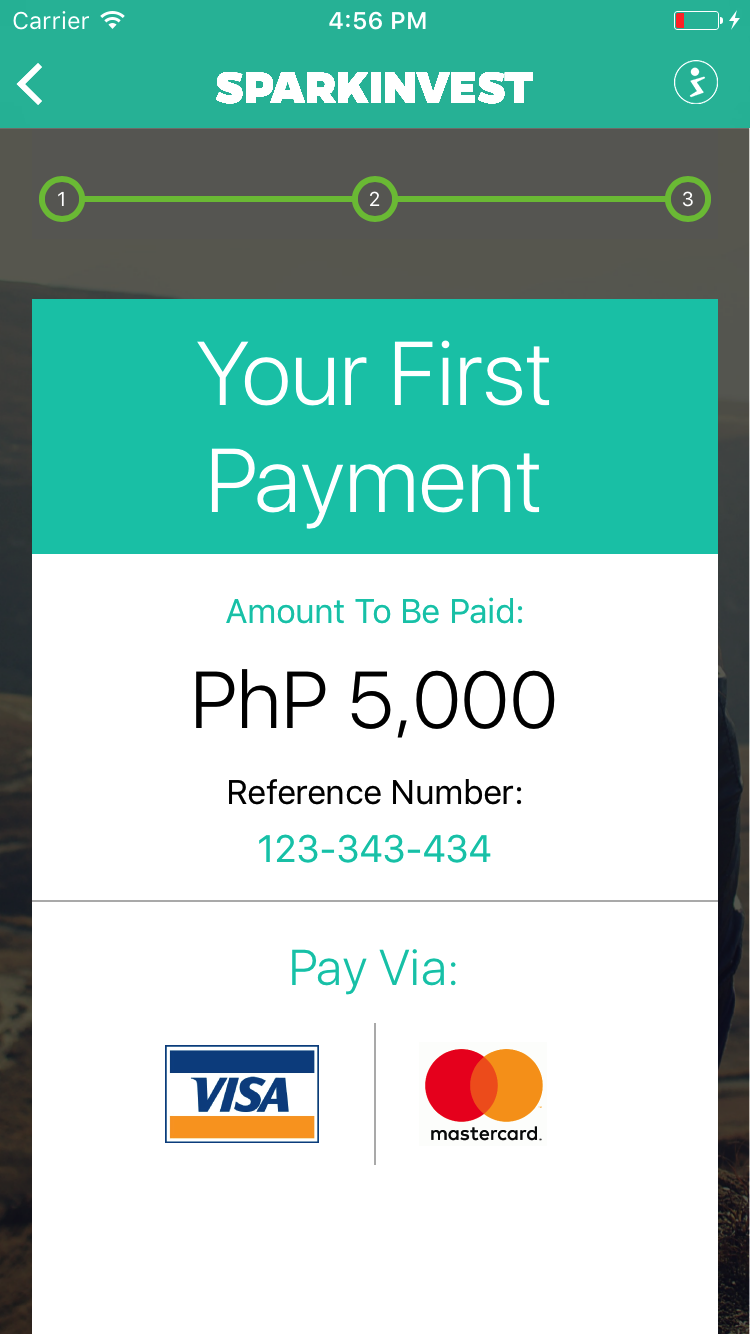 Carrier 4:56 PM
SPARKINVEST
1 2 3
Your First
Payment
Amount To Be Paid:
PhP 5,000
Reference Number:
123-343-434
Pay Via:
VISA
mastercard.